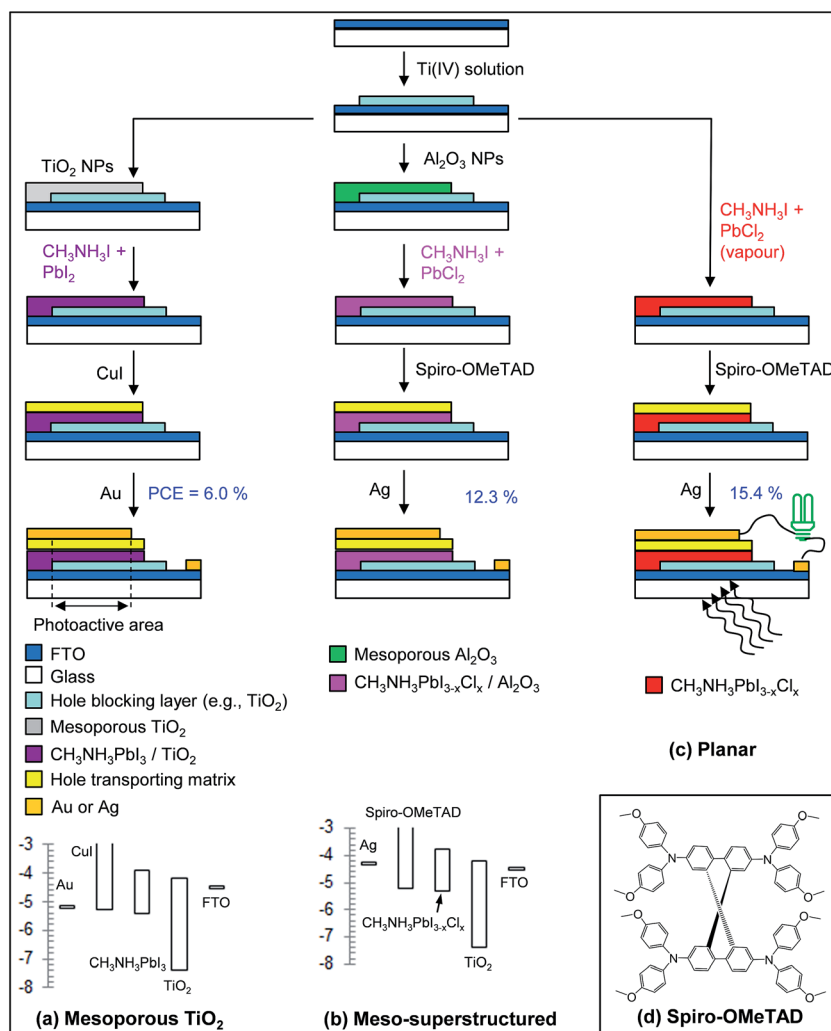 Ti(IV) solution
TiO₂ NPs
Al₂O₃ NPs
CH₃NH₃I +
PbI₂
CH₃NH₃I +
PbCl₂
CH₃NH₃I +
PbCl₂
(vapour)
CuI
Spiro-OMeTAD
Spiro-OMeTAD
Au
PCE = 6.0 %
Ag
12.3 %
Ag
15.4 %
Photoactive area
FTO
Glass
Hole blocking layer (e.g., TiO₂)
Mesoporous TiO₂
CH₃NH₃PbI₃ / TiO₂
Hole transporting matrix
Au or Ag
Mesoporous Al₂O₃
CH₃NH₃PbI₃₋ₓClₓ / Al₂O₃
CH₃NH₃PbI₃₋ₓClₓ
(c) Planar
-3
-4
-5
-6
-7
-8
CuI
Au
FTO
CH₃NH₃PbI₃
TiO₂
(a) Mesoporous TiO₂
Spiro-OMeTAD
-3
-4
-5
-6
-7
-8
Ag
FTO
CH₃NH₃PbI₃₋ₓClₓ
TiO₂
(b) Meso-superstructured
O
O
O
O
N
N
O
O
O
O
N
N
(d) Spiro-OMeTAD